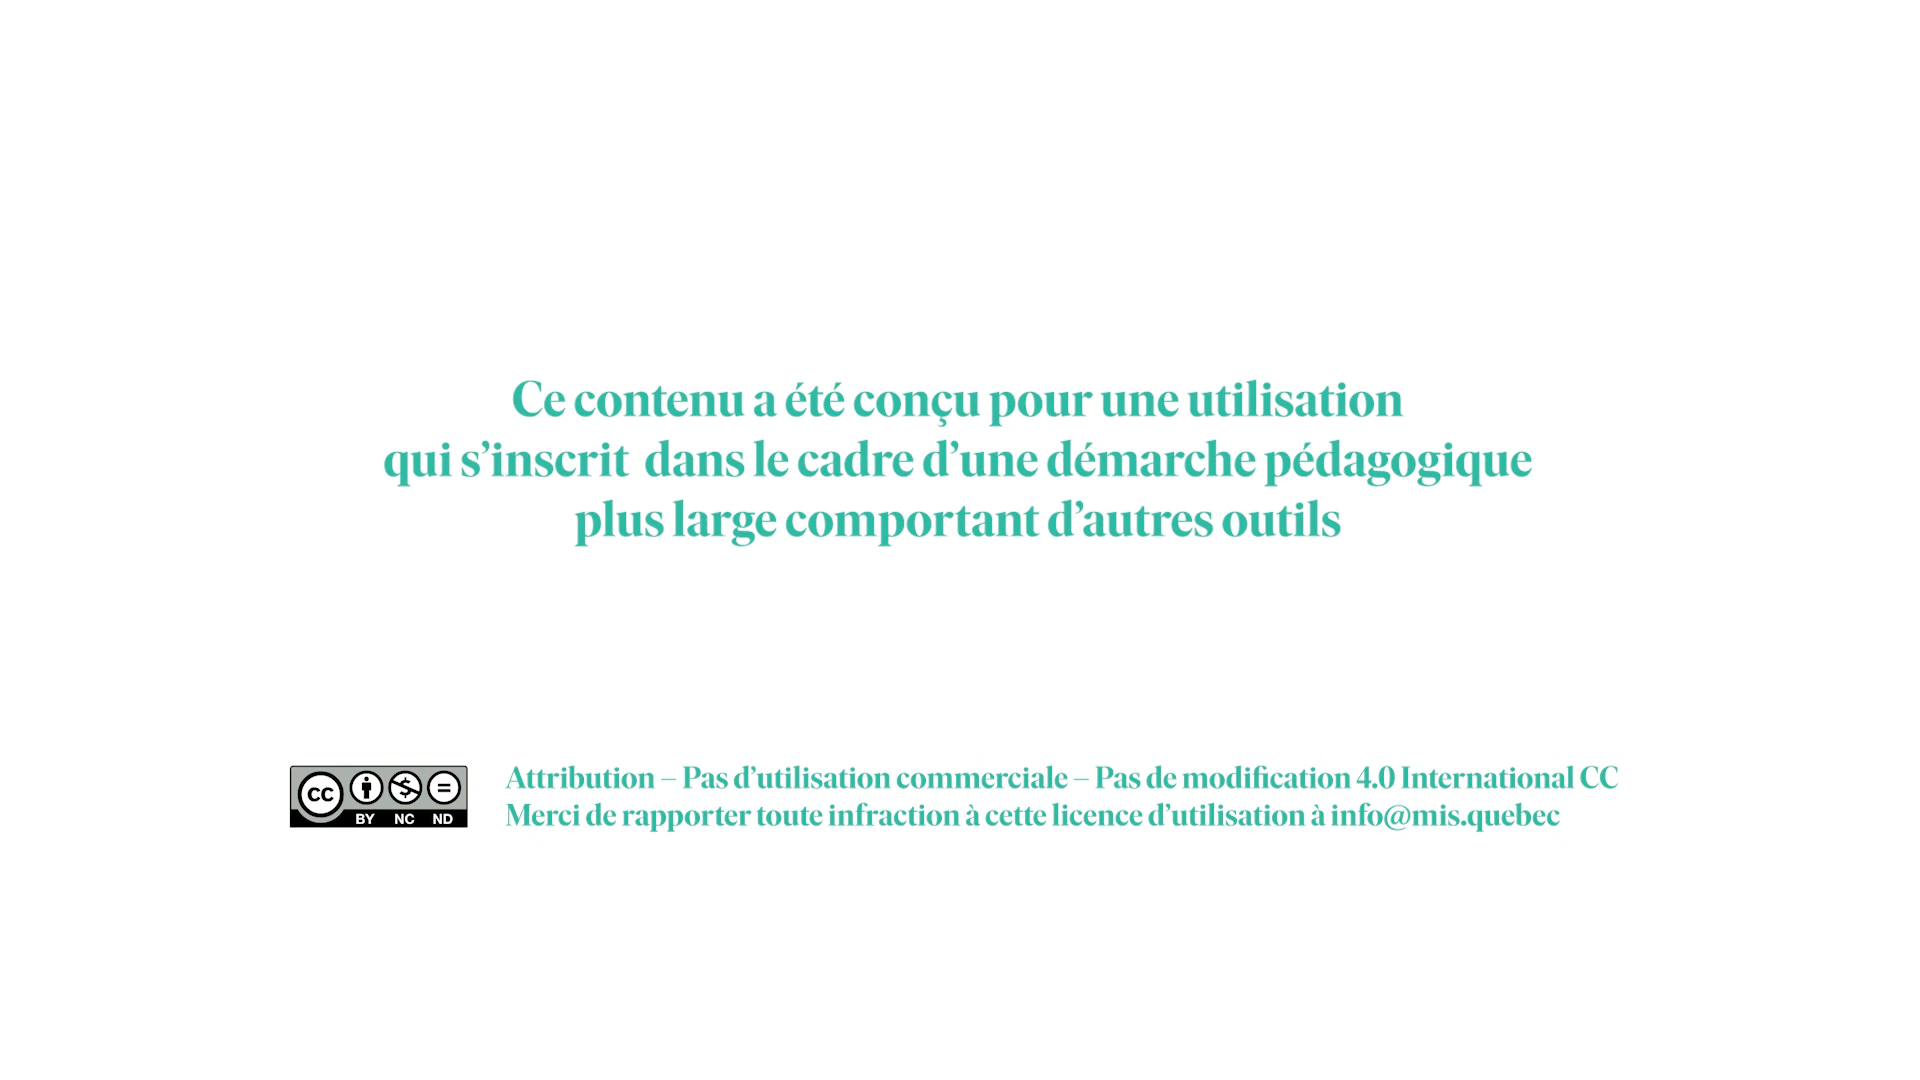 Ce contenu a été conçu pour une utilisation
qui s’inscrit  dans le cadre d’une démarche pédagogique
plus large comportant d’autres outils
Attribution – Pas d’utilisation commerciale – Pas de modification 4.0 International CC
Merci de rapporter toute infraction à cette licence d’utilisation à info@mis.quebec
CC
BY NC ND